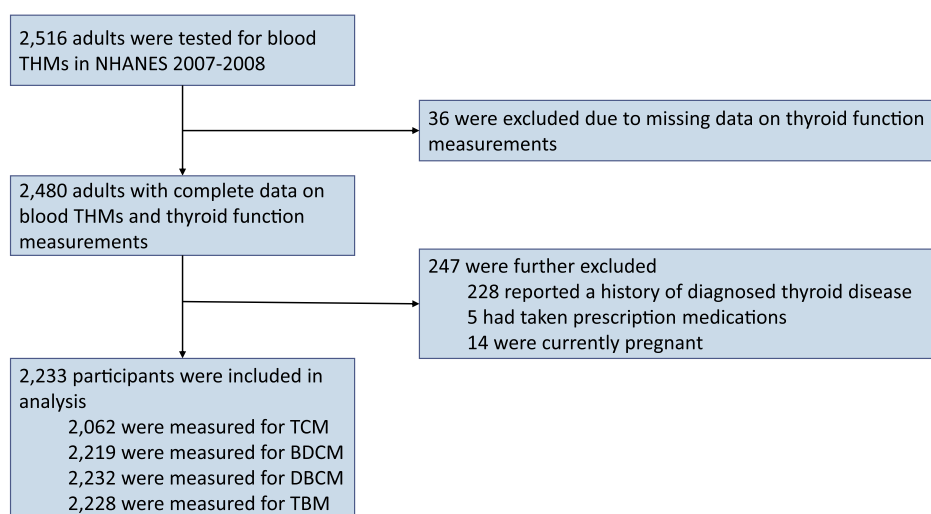 2,516 adults were tested for blood
THMs in NHANES 2007-2008
36 were excluded due to missing data on thyroid function
measurements
2,480 adults with complete data on
blood THMs and thyroid function
measurements
247 were further excluded
228 reported a history of diagnosed thyroid disease
5 had taken prescription medications
14 were currently pregnant
2,233 participants were included in
analysis
2,062 were measured for TCM
2,219 were measured for BDCM
2,232 were measured for DBCM
2,228 were measured for TBM